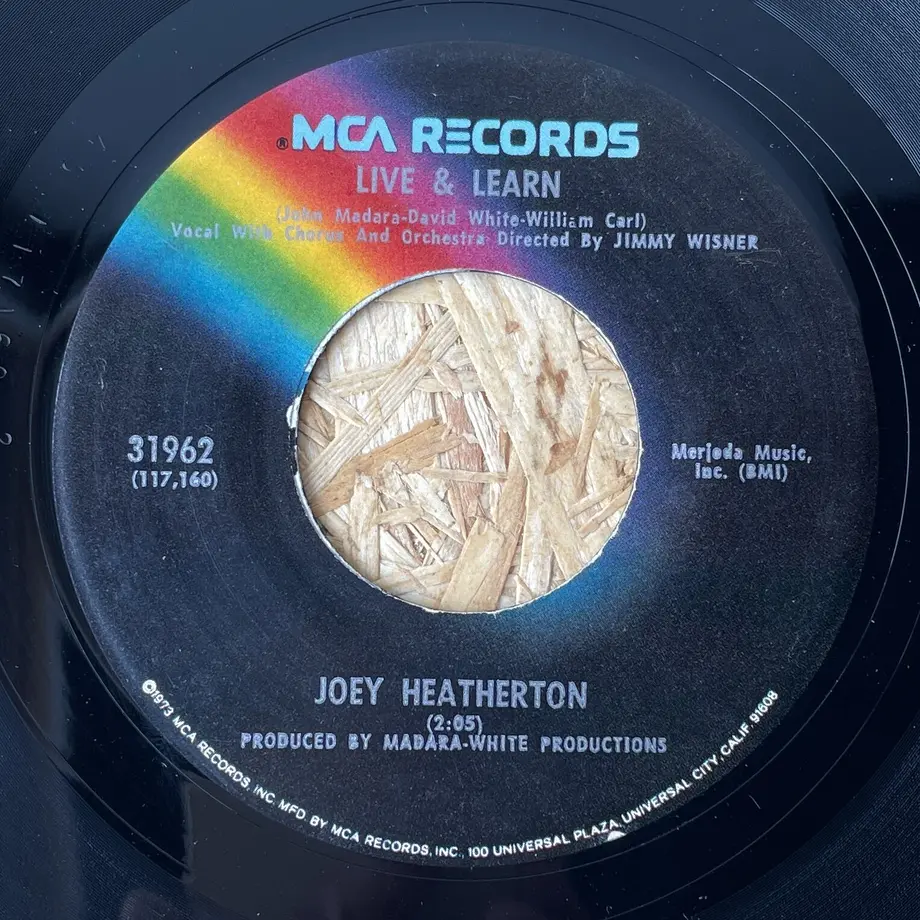 ®MCA RECORDS
LIVE & LEARN
(John Madara-David White-William Carl)
Vocal With Chorus And Orchestra Directed By JIMMY WISNER
31962
(117,160)
Merjoda Music,
Inc. (BMI)
JOEY HEATHERTON
(2:05)
PRODUCED BY MADARA-WHITE PRODUCTIONS
©1973 MCA RECORDS, INC. MFD. BY MCA RECORDS, INC., 100 UNIVERSAL PLAZA, UNIVERSAL CITY, CALIF. 91608